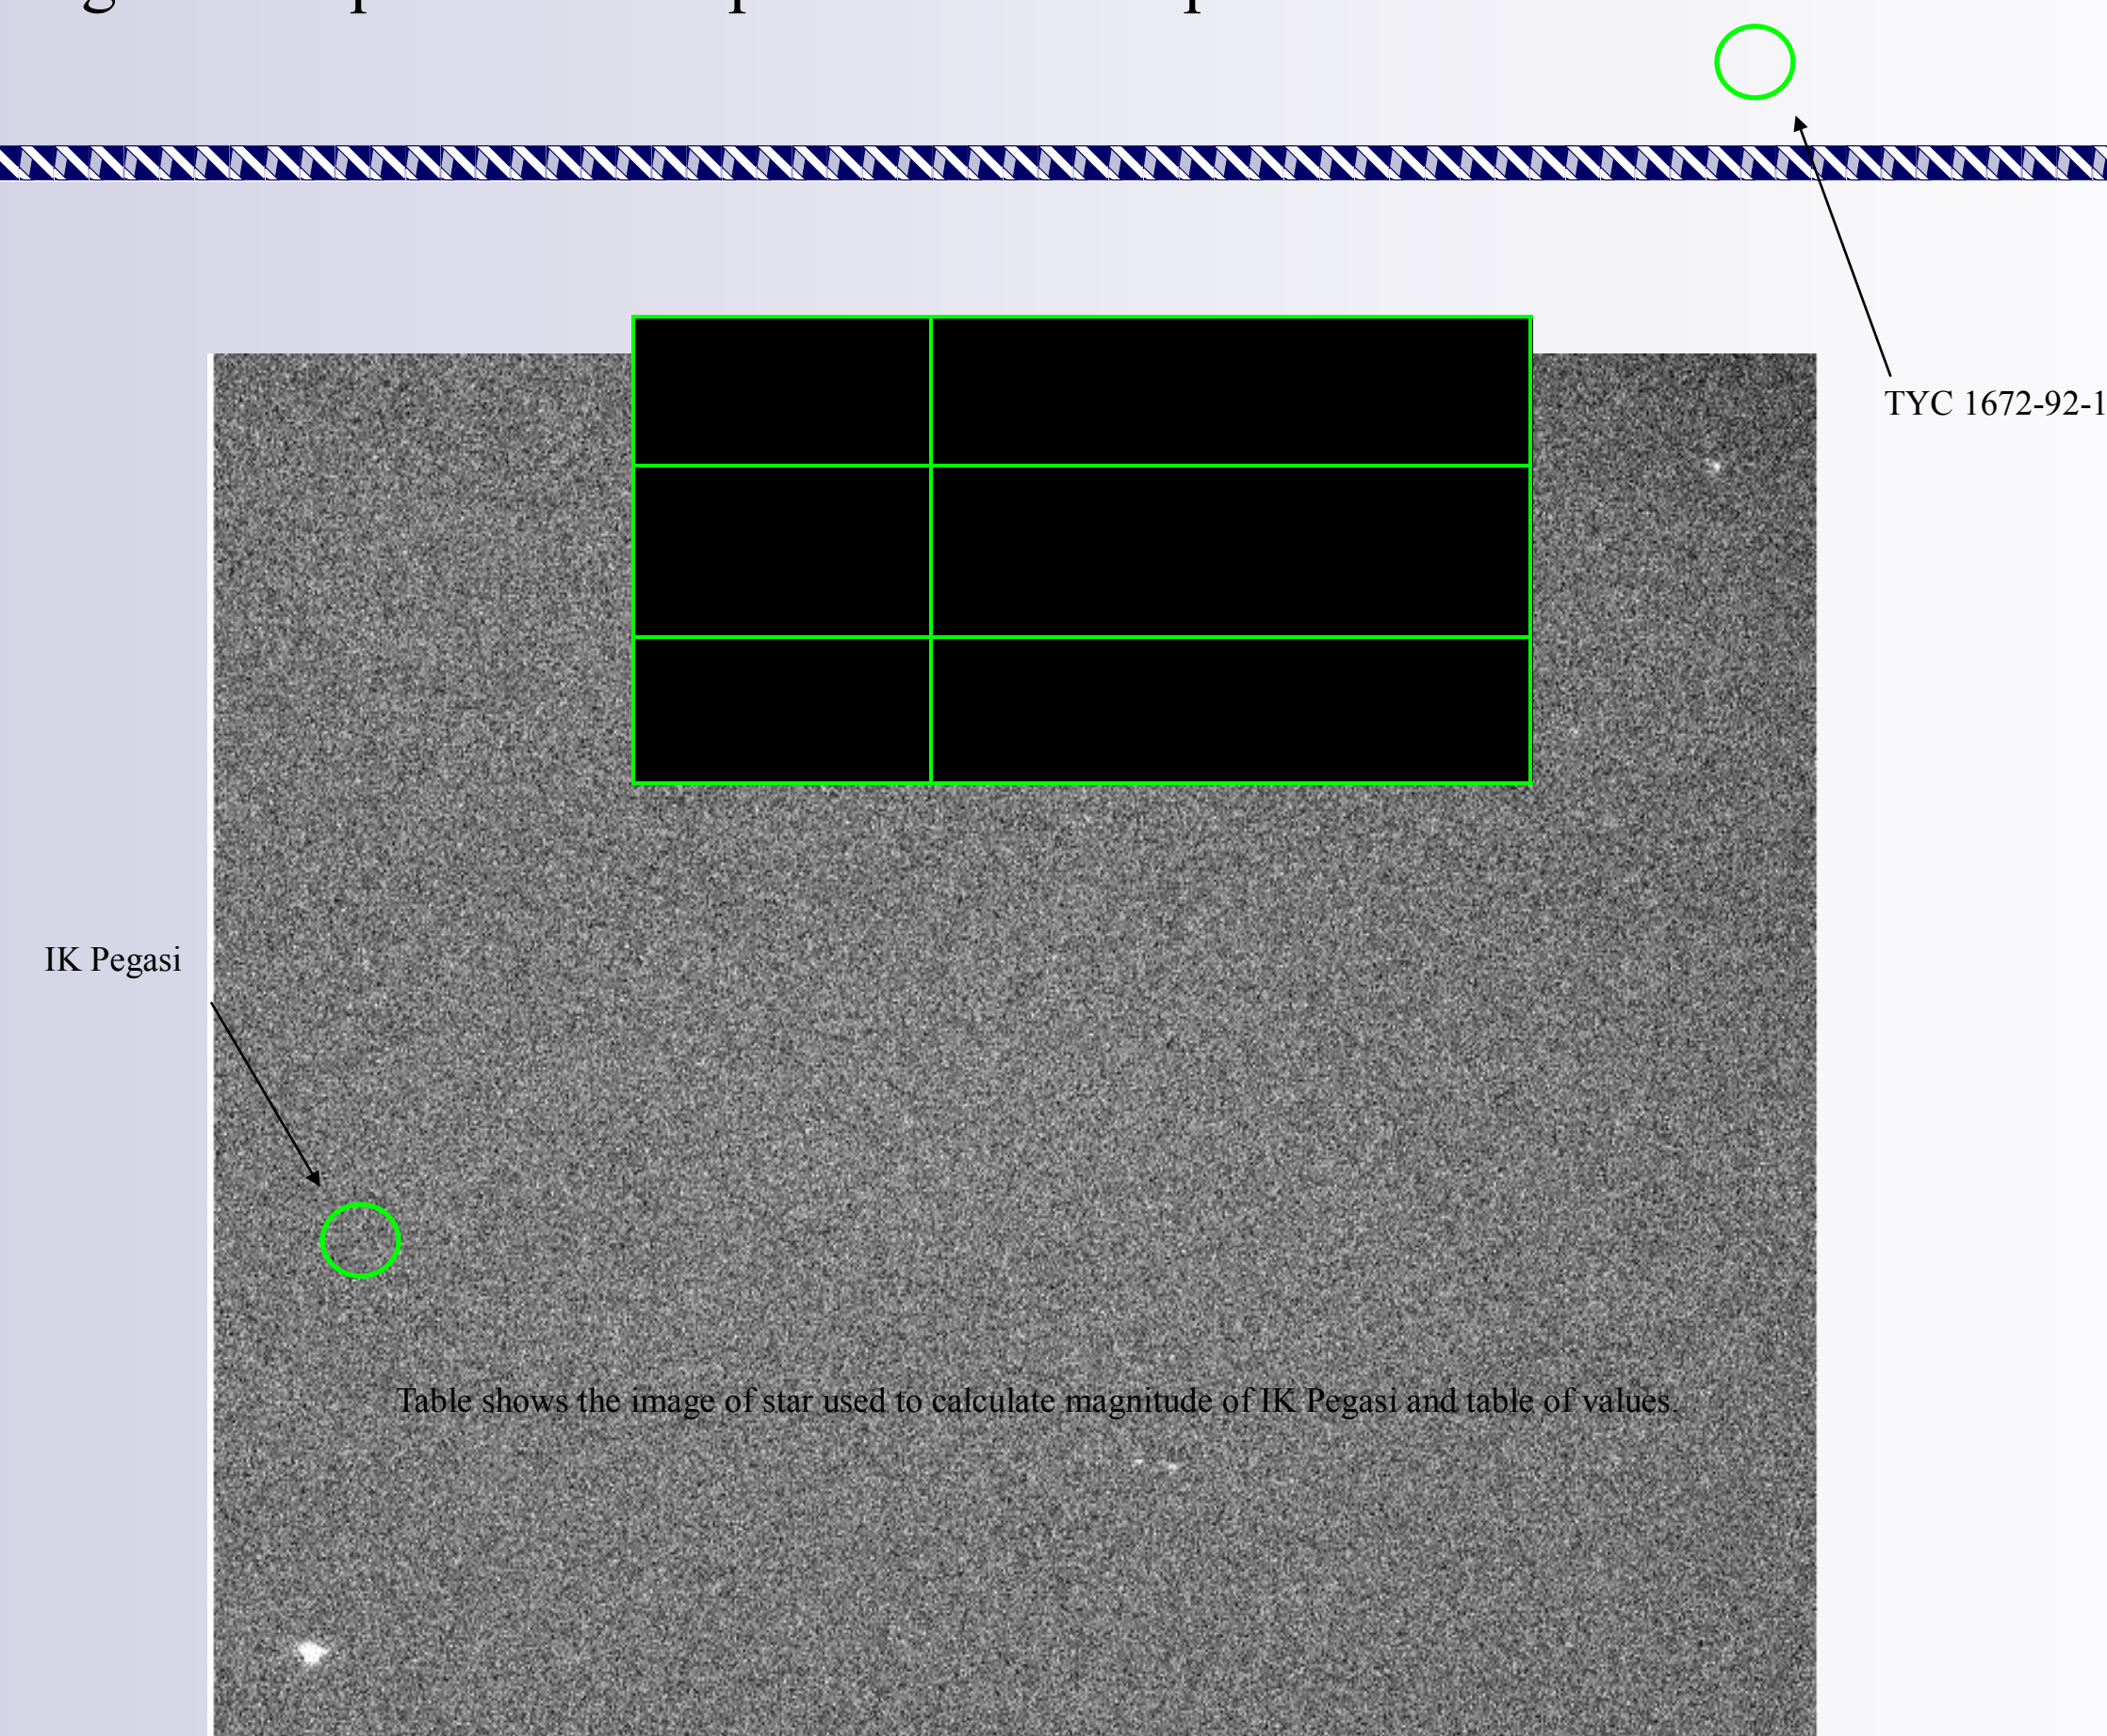 TYC 1672-92-1
IK Pegasi
Table shows the image of star used to calculate magnitude of IK Pegasi and table of values.